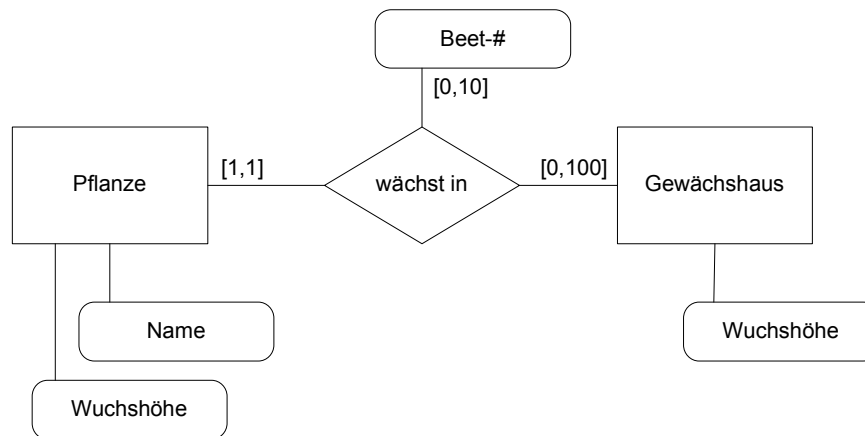 Beet-#
[0,10]
[1,1]
[0,100]
Pflanze
wächst in
Gewächshaus
Name
Wuchshöhe
Wuchshöhe